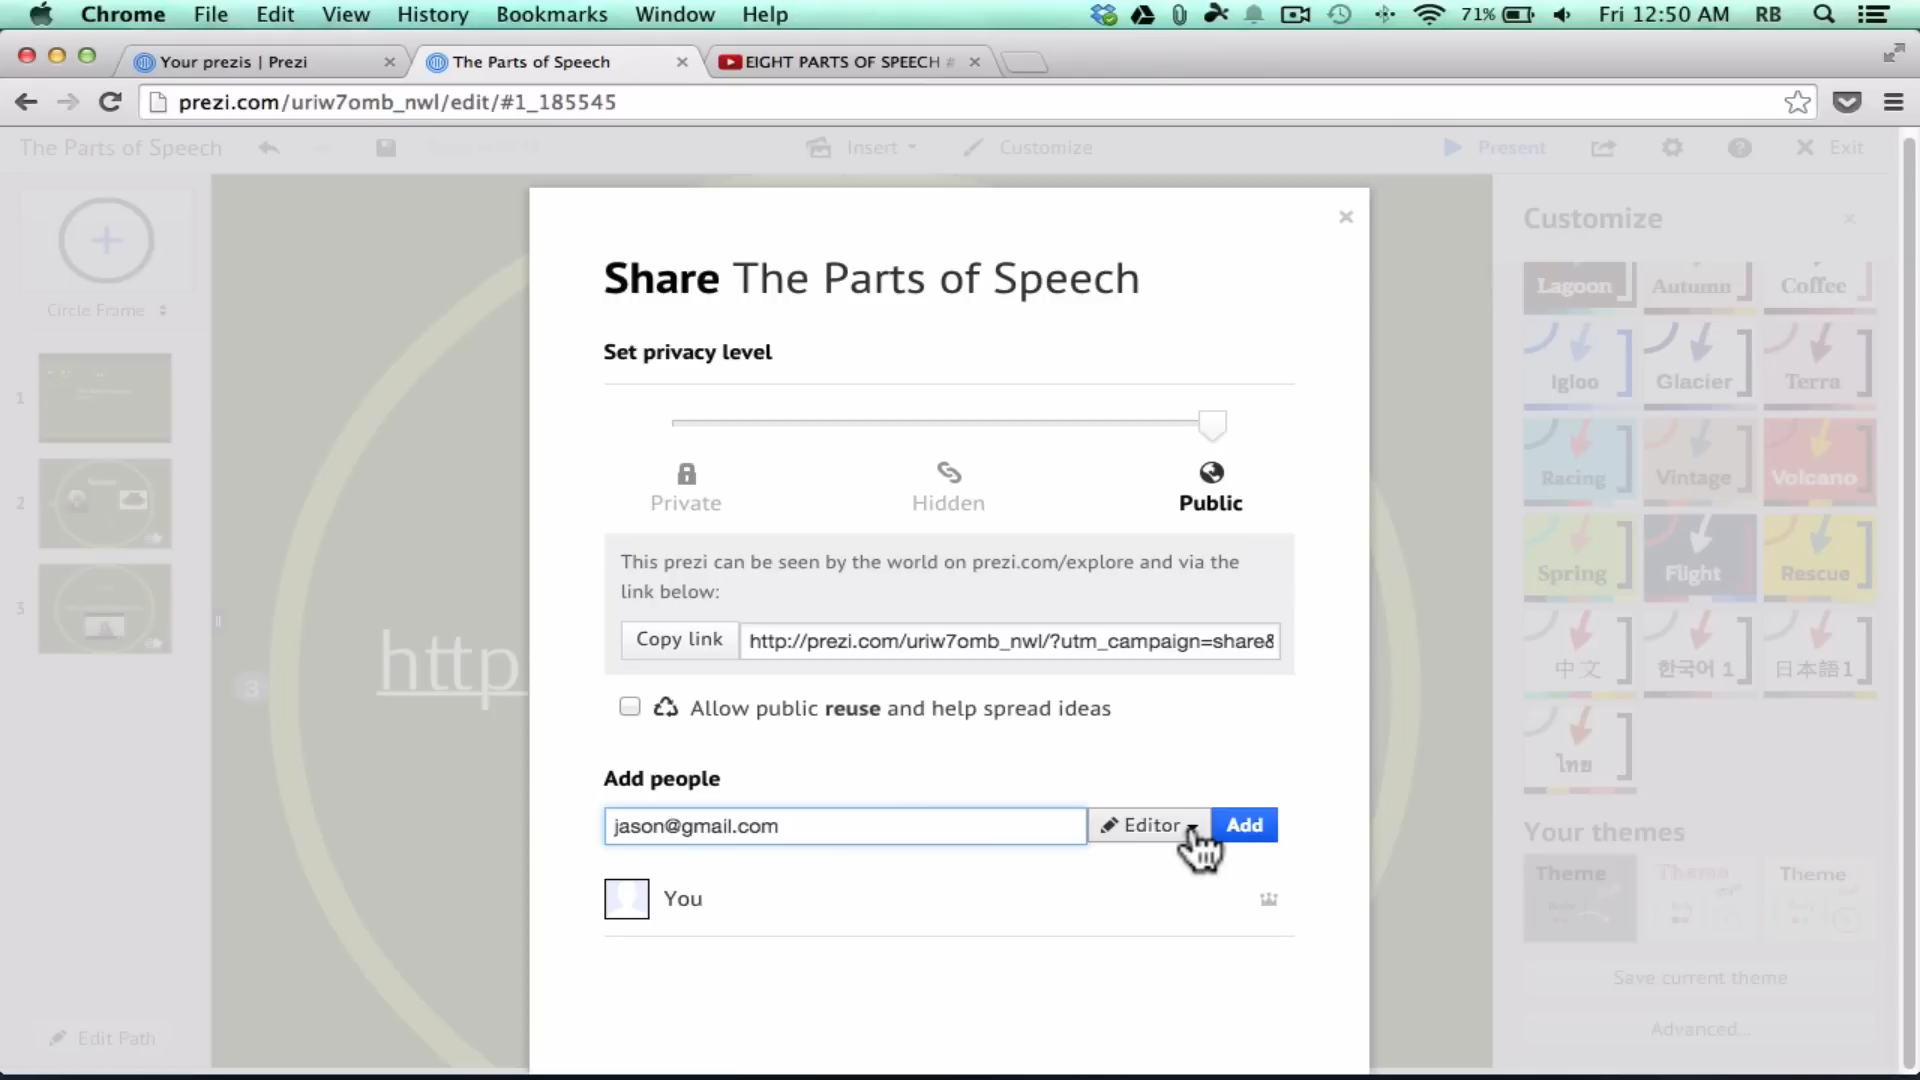 Chrome File Edit View History Bookmarks Window Help 71% Fri 12:50 AM RB
Your prezis | Prezi The Parts of Speech EIGHT PARTS OF SPEECH
prezi.com/uriw7omb_nwl/edit/#1_185545
The Parts of Speech Insert Customize Present Exit
Share The Parts of Speech
Set privacy level
Private Hidden Public
This prezi can be seen by the world on prezi.com/explore and via the
link below:
Copy link http://prezi.com/uriw7omb_nwl/?utm_campaign=share&
Allow public reuse and help spread ideas
Add people
jason@gmail.com Editor Add
You
Circle Frame
1
2
3
Edit Path
http
3
Customize
Lagoon Autumn Coffee
Igloo Glacier Terra
Racing Vintage Volcano
Spring Flight Rescue
中文 한국어 1 日本語1
ไทย
Your themes
Theme Theme Theme
Save current theme
Advanced...